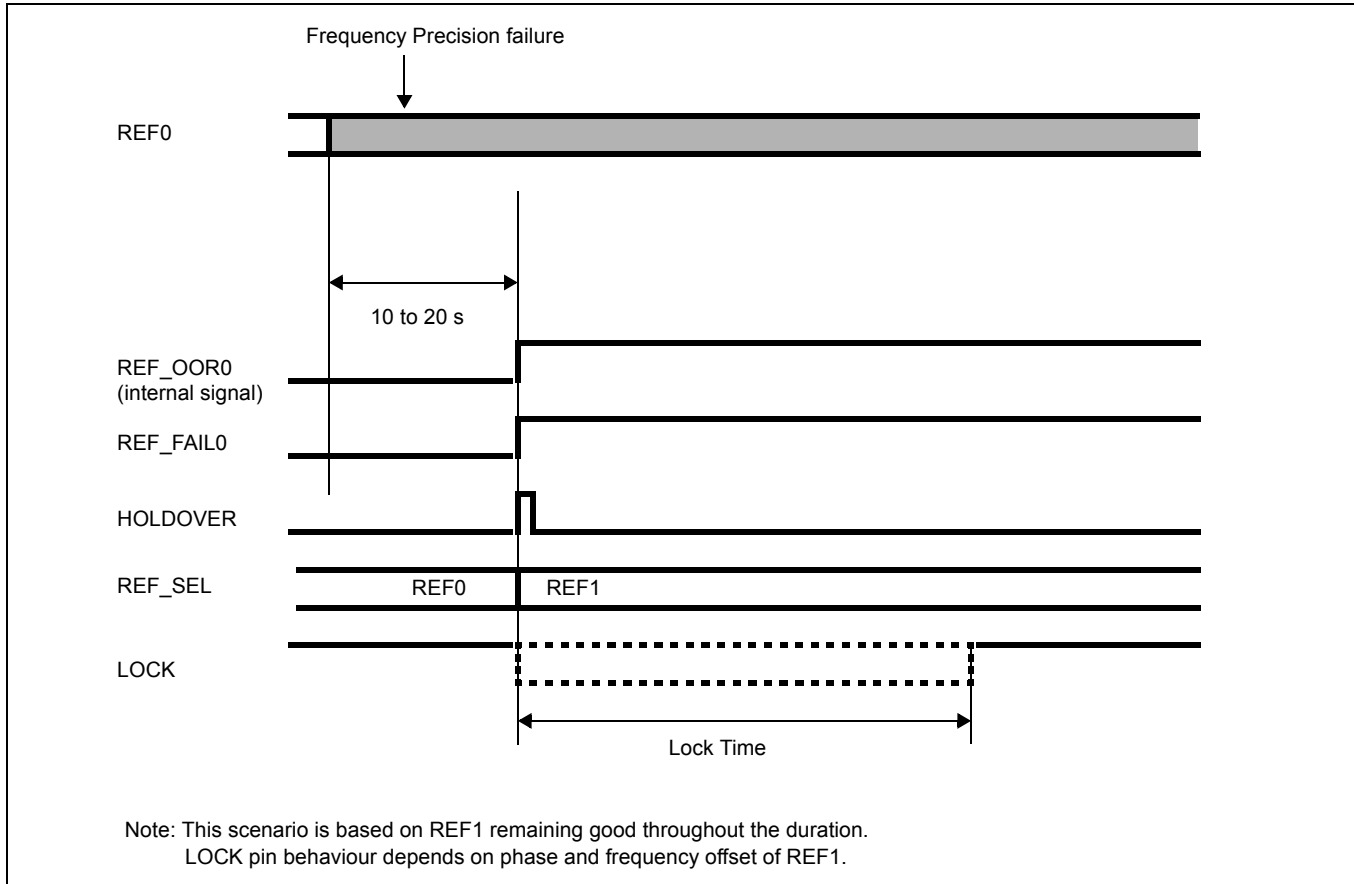 Frequency Precision failure
REF0
10 to 20 s
REF_OOR0
(internal signal)
REF_FAIL0
HOLDOVER
REF_SEL
REF0
REF1
LOCK
Lock Time
Note: This scenario is based on REF1 remaining good throughout the duration.
LOCK pin behaviour depends on phase and frequency offset of REF1.